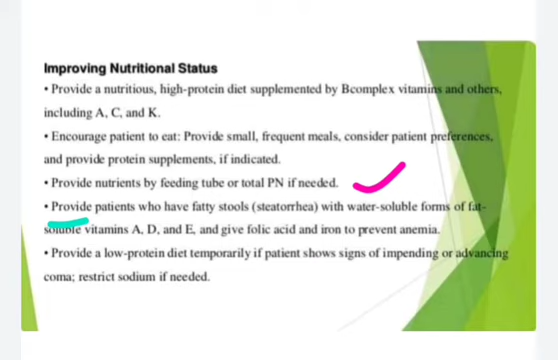 Improving Nutritional Status
• Provide a nutritious, high-protein diet supplemented by Bcomplex vitamins and others,
including A, C, and K.
• Encourage patient to eat: Provide small, frequent meals, consider patient preferences,
and provide protein supplements, if indicated.
• Provide nutrients by feeding tube or total PN if needed.
• Provide patients who have fatty stools (steatorrhea) with water-soluble forms of fat-
soluble vitamins A, D, and E, and give folic acid and iron to prevent anemia.
• Provide a low-protein diet temporarily if patient shows signs of impending or advancing
coma; restrict sodium if needed.